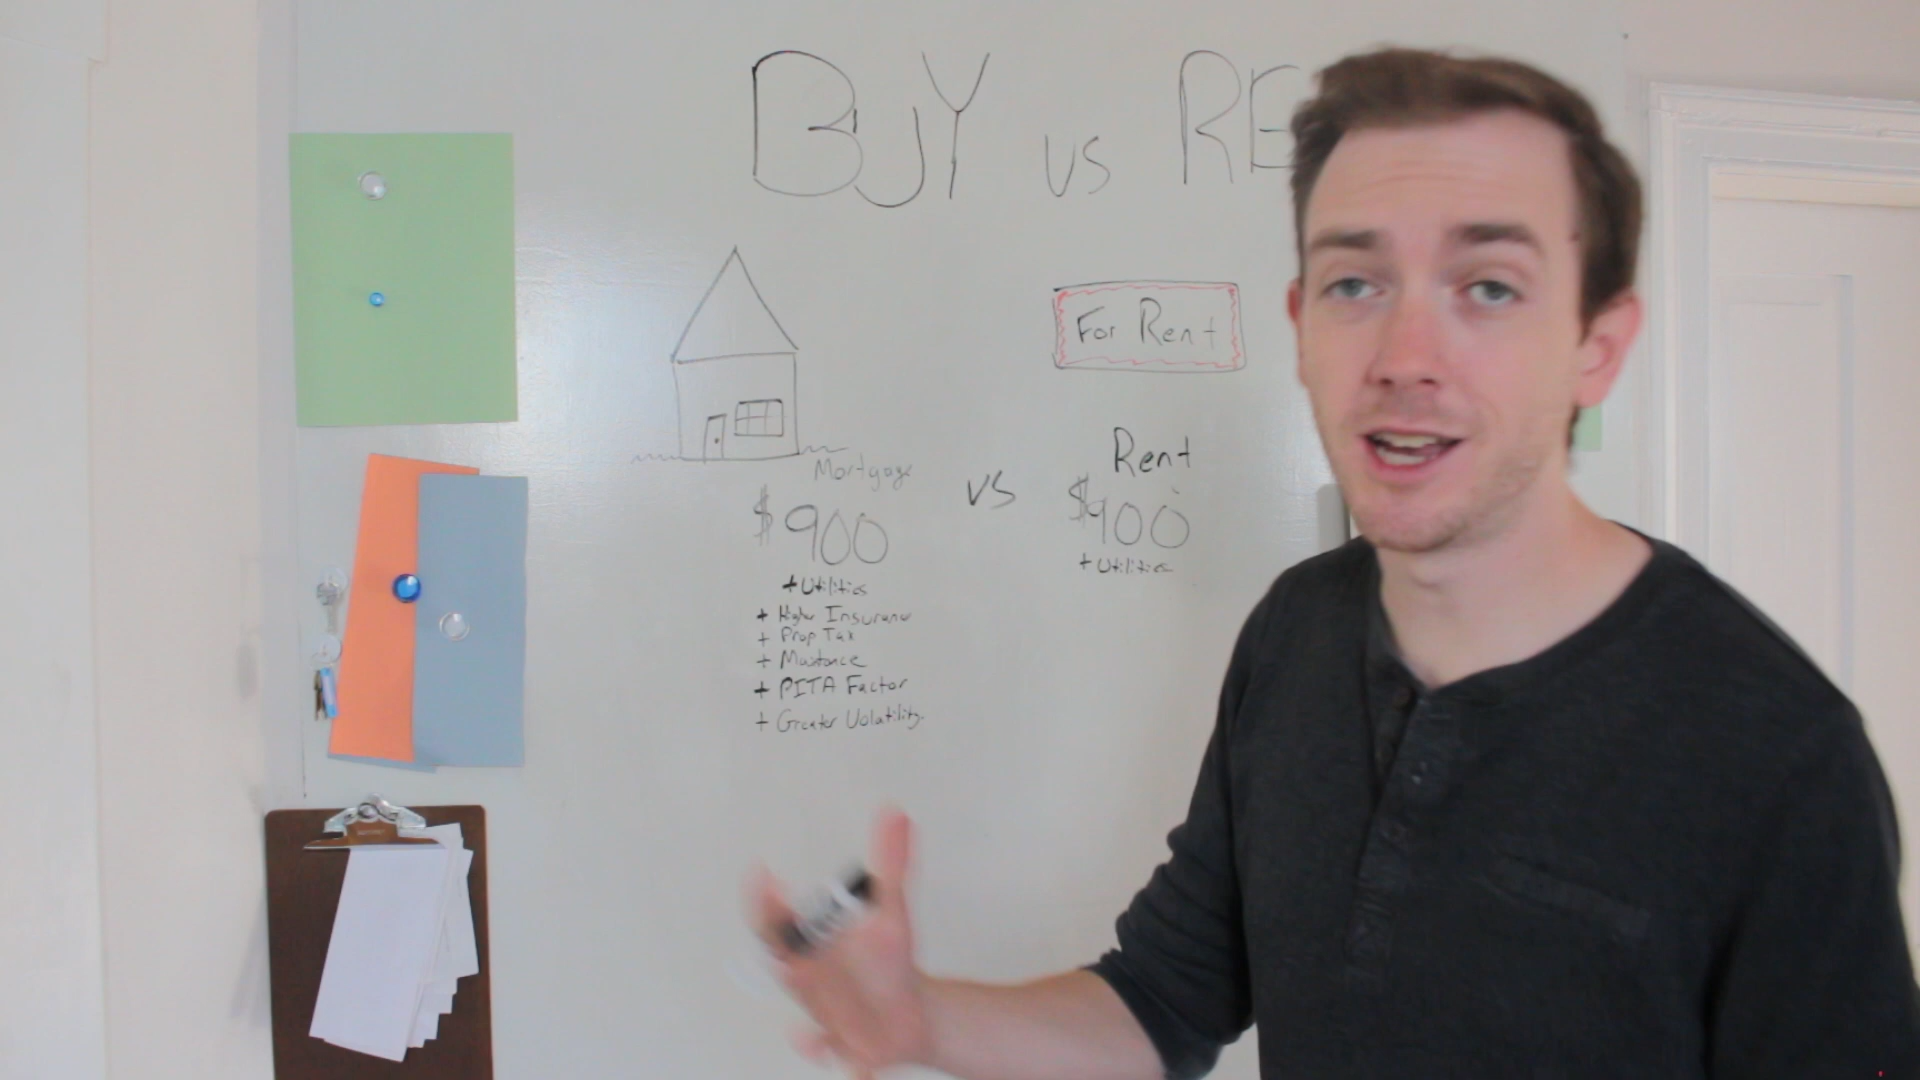 BUY vs RE
For Rent
Mortgage
$900
vs
Rent
$900
+ Utilities
+ Utilities
+ Higher Insurance
+ Prop Tax
+ Maintance
+ PITA Factor
+ Greater Volatility.